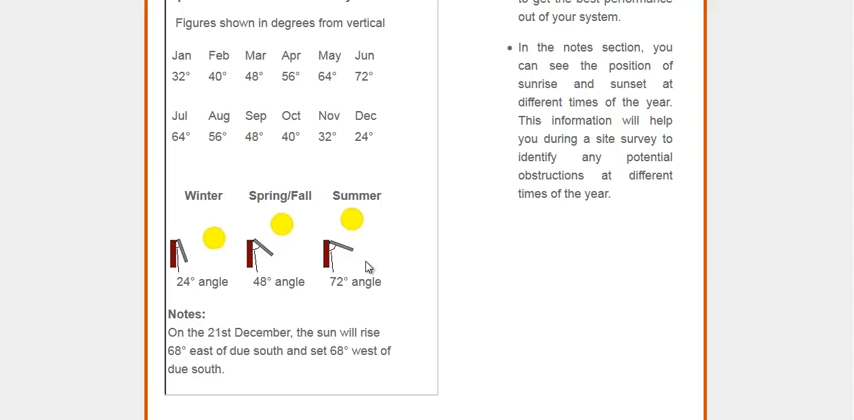 Figures shown in degrees from vertical
Jan Feb Mar Apr May Jun
32° 40° 48° 56° 64° 72°
Jul Aug Sep Oct Nov Dec
64° 56° 48° 40° 32° 24°
Winter Spring/Fall Summer
24° angle 48° angle 72° angle
Notes:
On the 21st December, the sun will rise
68° east of due south and set 68° west of
due south.
to get the best performance
out of your system.
• In the notes section, you
can see the position of
sunrise and sunset at
different times of the year.
This information will help
you during a site survey to
identify any potential
obstructions at different
times of the year.